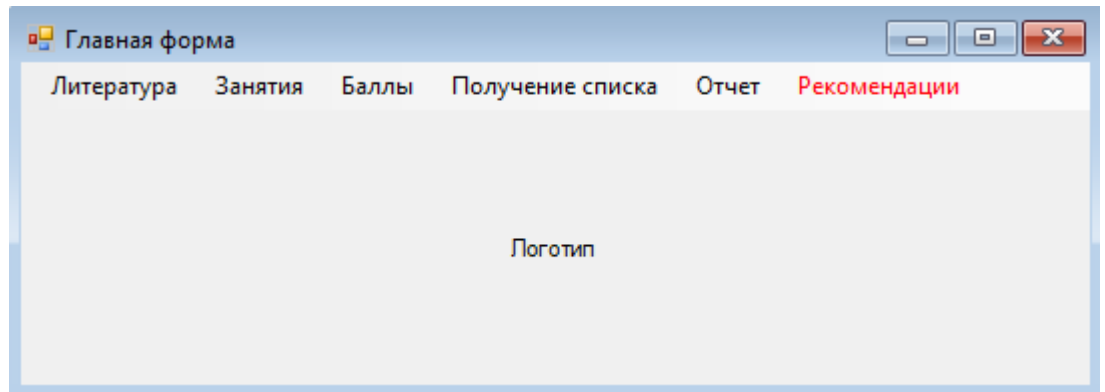 Главная форма
Литература Занятия Баллы Получение списка Отчет Рекомендации
Логотип